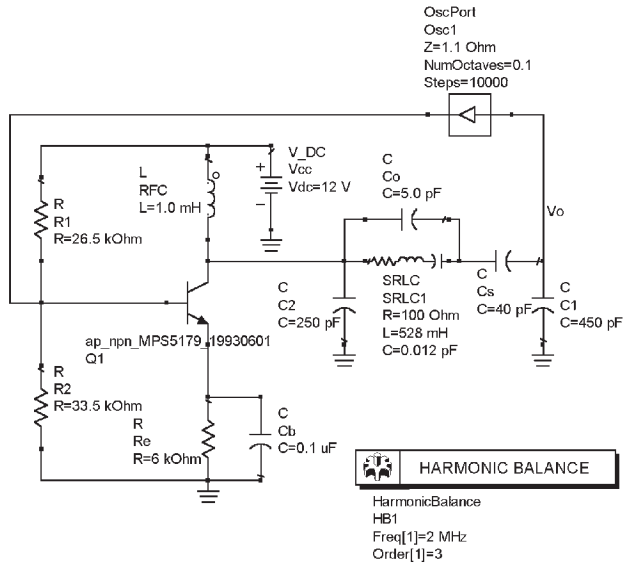 OscPort
Osc1
Z=1.1 Ohm
NumOctaves=0.1
Steps=10000
L
RFC
L=1.0 mH
+
−
V_DC
Vcc
Vdc=12 V
C
Co
C=5.0 pF
Vo
R
R1
R=26.5 kOhm
C
C2
C=250 pF
SRLC
SRLC1
R=100 Ohm
L=528 mH
C=0.012 pF
C
Cs
C=40 pF
C
C1
C=450 pF
ap_npn_MPS5179_19930601
Q1
R
R2
R=33.5 kOhm
R
Re
R=6 kOhm
C
Cb
C=0.1 uF
HARMONIC BALANCE
HarmonicBalance
HB1
Freq[1]=2 MHz
Order[1]=3